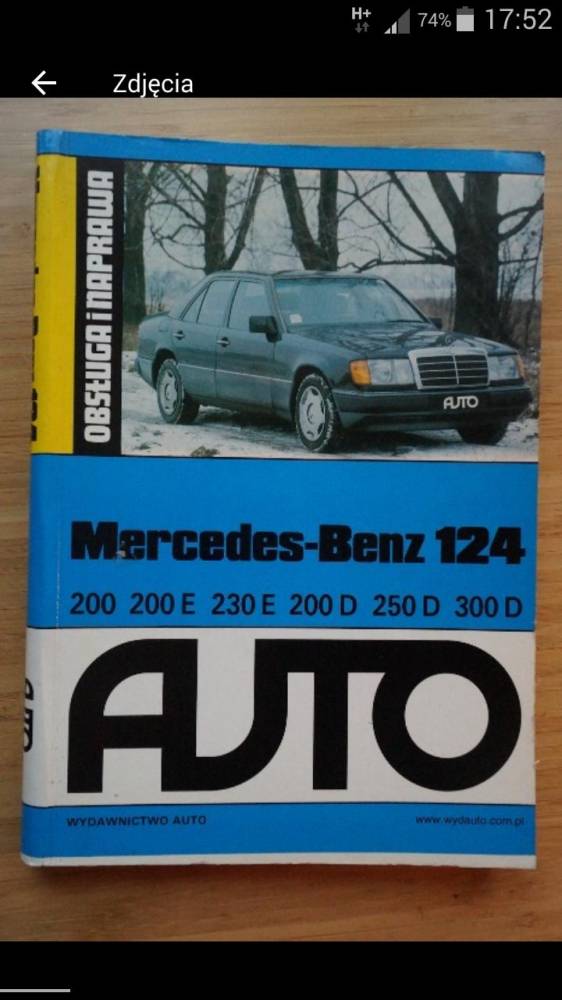 H+ 74% 17:52
Zdjęcia
OBSŁUGA i NAPRAWA
AUTO
Mercedes-Benz 124
200 200 E 230 E 200 D 250 D 300 D
AUTO
AUTO
WYDAWNICTWO AUTO
www.wydauto.com.pl